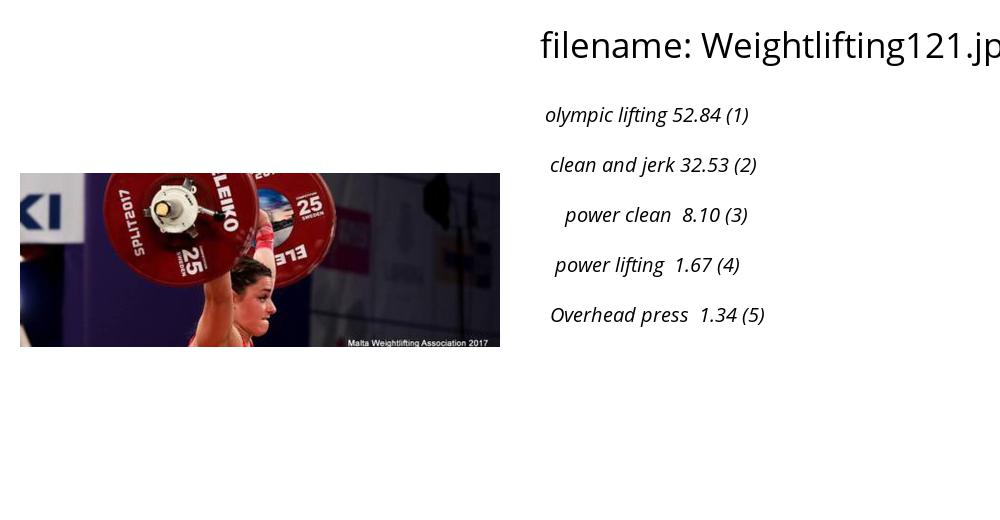 filename: Weightlifting121.jp
olympic lifting 52.84 (1)
clean and jerk 32.53 (2)
power clean 8.10 (3)
power lifting 1.67 (4)
Overhead press 1.34 (5)
KI
SPLIT2017
ELEIKO
25
SWEDEN
25
SWEDEN
ELE
Malta Weightlifting Association 2017